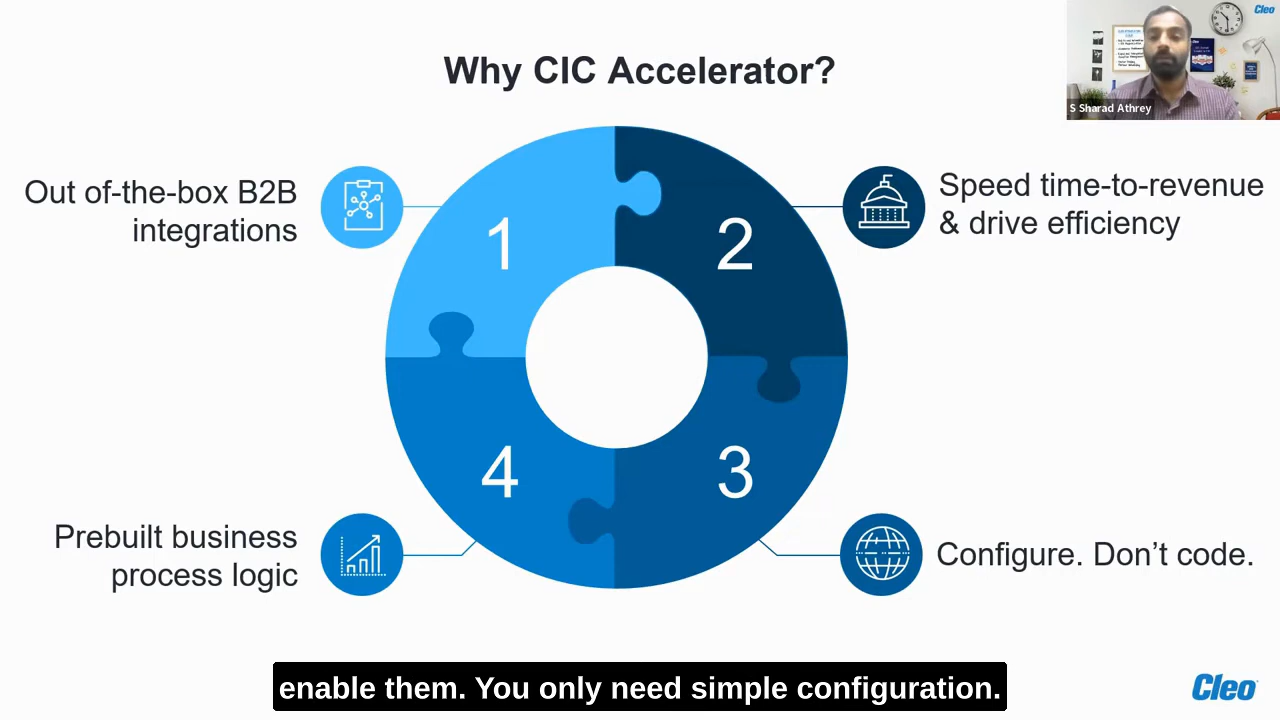 Why CIC Accelerator?
Cleo
S Sharad Athrey
Out of-the-box B2B
integrations
1
2
Speed time-to-revenue
& drive efficiency
4
3
Prebuilt business
process logic
Configure. Don’t code.
enable them. You only need simple configuration.
Cleo